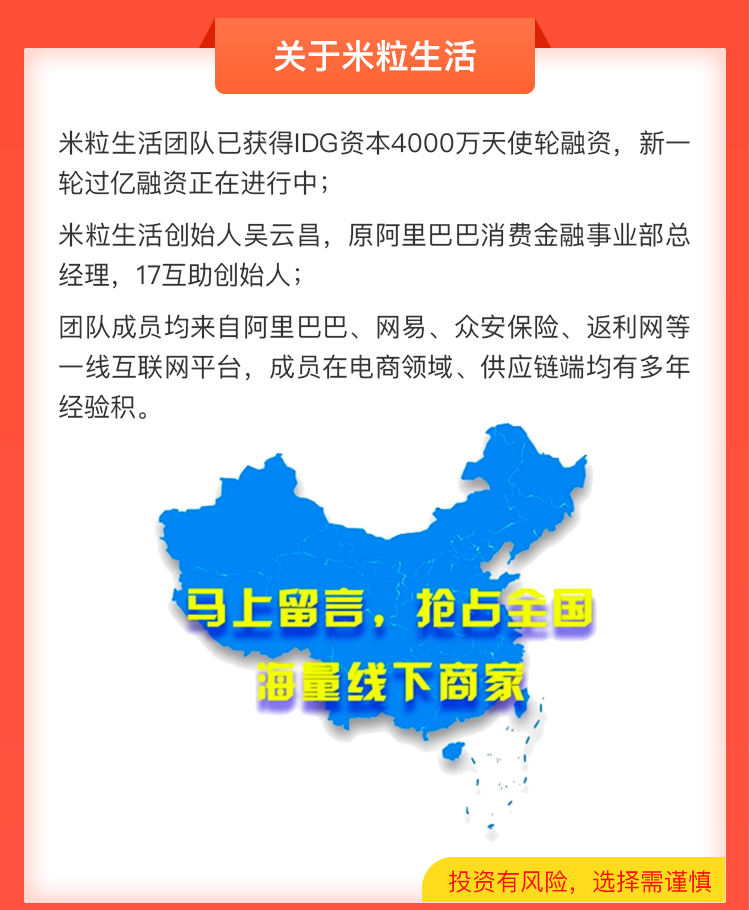 关于米粒生活
米粒生活团队已获得IDG资本4000万天使轮融资，新一
轮过亿融资正在进行中；
米粒生活创始人吴云昌，原阿里巴巴消费金融事业部总
经理，17互助创始人；
团队成员均来自阿里巴巴、网易、众安保险、返利网等
一线互联网平台，成员在电商领域、供应链端均有多年
经验积。
马上留言，抢占全国
海量线下商家
投资有风险，选择需谨慎